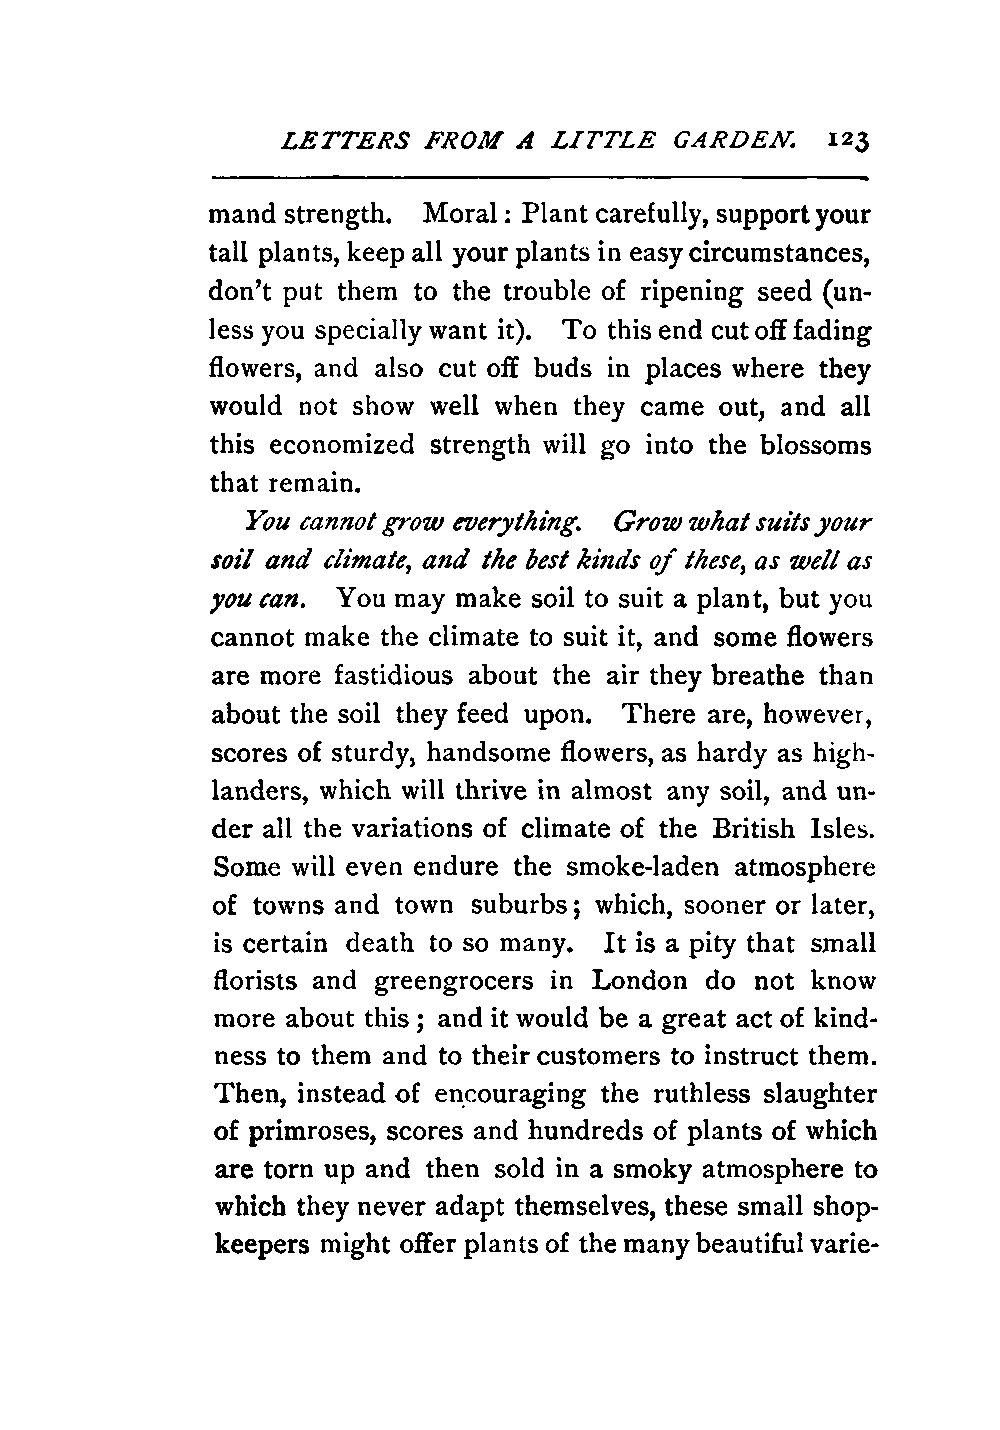 LETTERS FROM A LITTLE GARDEN. 123
mand strength. Moral : Plant carefully, support your
tall plants, keep all your plants in easy circumstances,
don't put them to the trouble of ripening seed (un-
less you specially want it). To this end cut off fading
flowers, and also cut off buds in places where they
would not show well when they came out, and all
this economized strength will go into the blossoms
that remain.
You cannot grow everything. Grow what suits your
soil and climate, and the best kinds of these, as well as
you can. You may make soil to suit a plant, but you
cannot make the climate to suit it, and some flowers
are more fastidious about the air they breathe than
about the soil they feed upon. There are, however,
scores of sturdy, handsome flowers, as hardy as high-
landers, which will thrive in almost any soil, and un-
der all the variations of climate of the British Isles.
Some will even endure the smoke-laden atmosphere
of towns and town suburbs ; which, sooner or later,
is certain death to so many. It is a pity that small
florists and greengrocers in London do not know
more about this ; and it would be a great act of kind-
ness to them and to their customers to instruct them.
Then, instead of encouraging the ruthless slaughter
of primroses, scores and hundreds of plants of which
are torn up and then sold in a smoky atmosphere to
which they never adapt themselves, these small shop-
keepers might offer plants of the many beautiful varie-